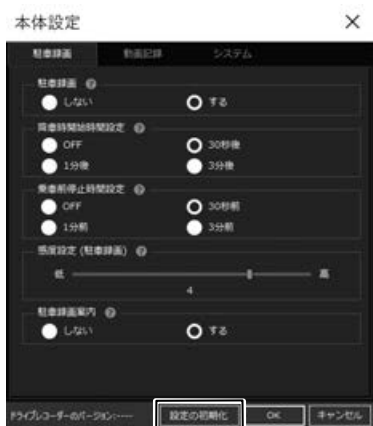 本体設定
駐車録画 動画記録 システム
駐車録画
しない する
降車時開始時間設定
OFF 30秒後
1分後 3分後
乗車前停止時間設定
OFF 30秒前
1分前 3分前
感度設定 (駐車録画)
低 高
4
駐車録画案内
しない する
ドライブレコーダーのバージョン:---- 設定の初期化 OK キャンセル